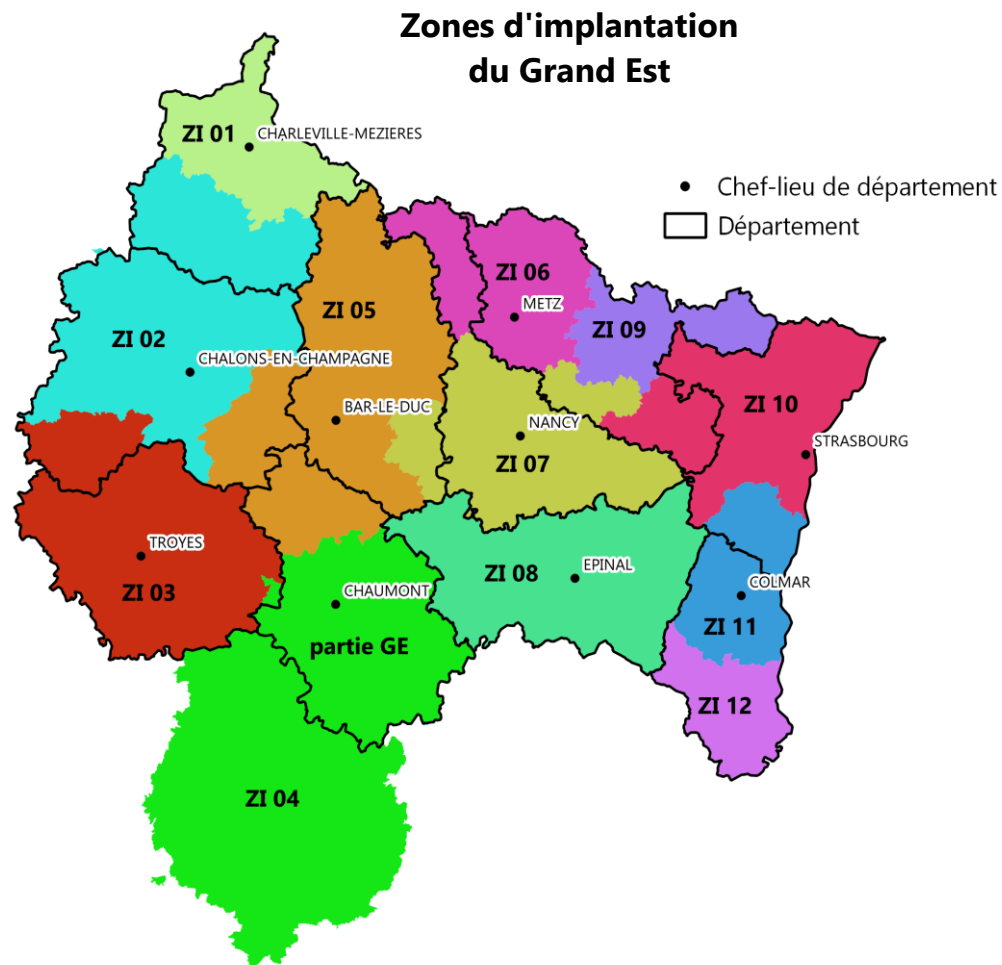 Zones d'implantation
du Grand Est
ZI 01
CHARLEVILLE-MEZIERES
Chef-lieu de département
Département
ZI 06
METZ
ZI 05
ZI 09
ZI 02
CHALONS-EN-CHAMPAGNE
BAR-LE-DUC
ZI 10
NANCY
STRASBOURG
ZI 07
TROYES
ZI 08
EPINAL
ZI 03
CHAUMONT
COLMAR
ZI 11
partie GE
ZI 12
ZI 04